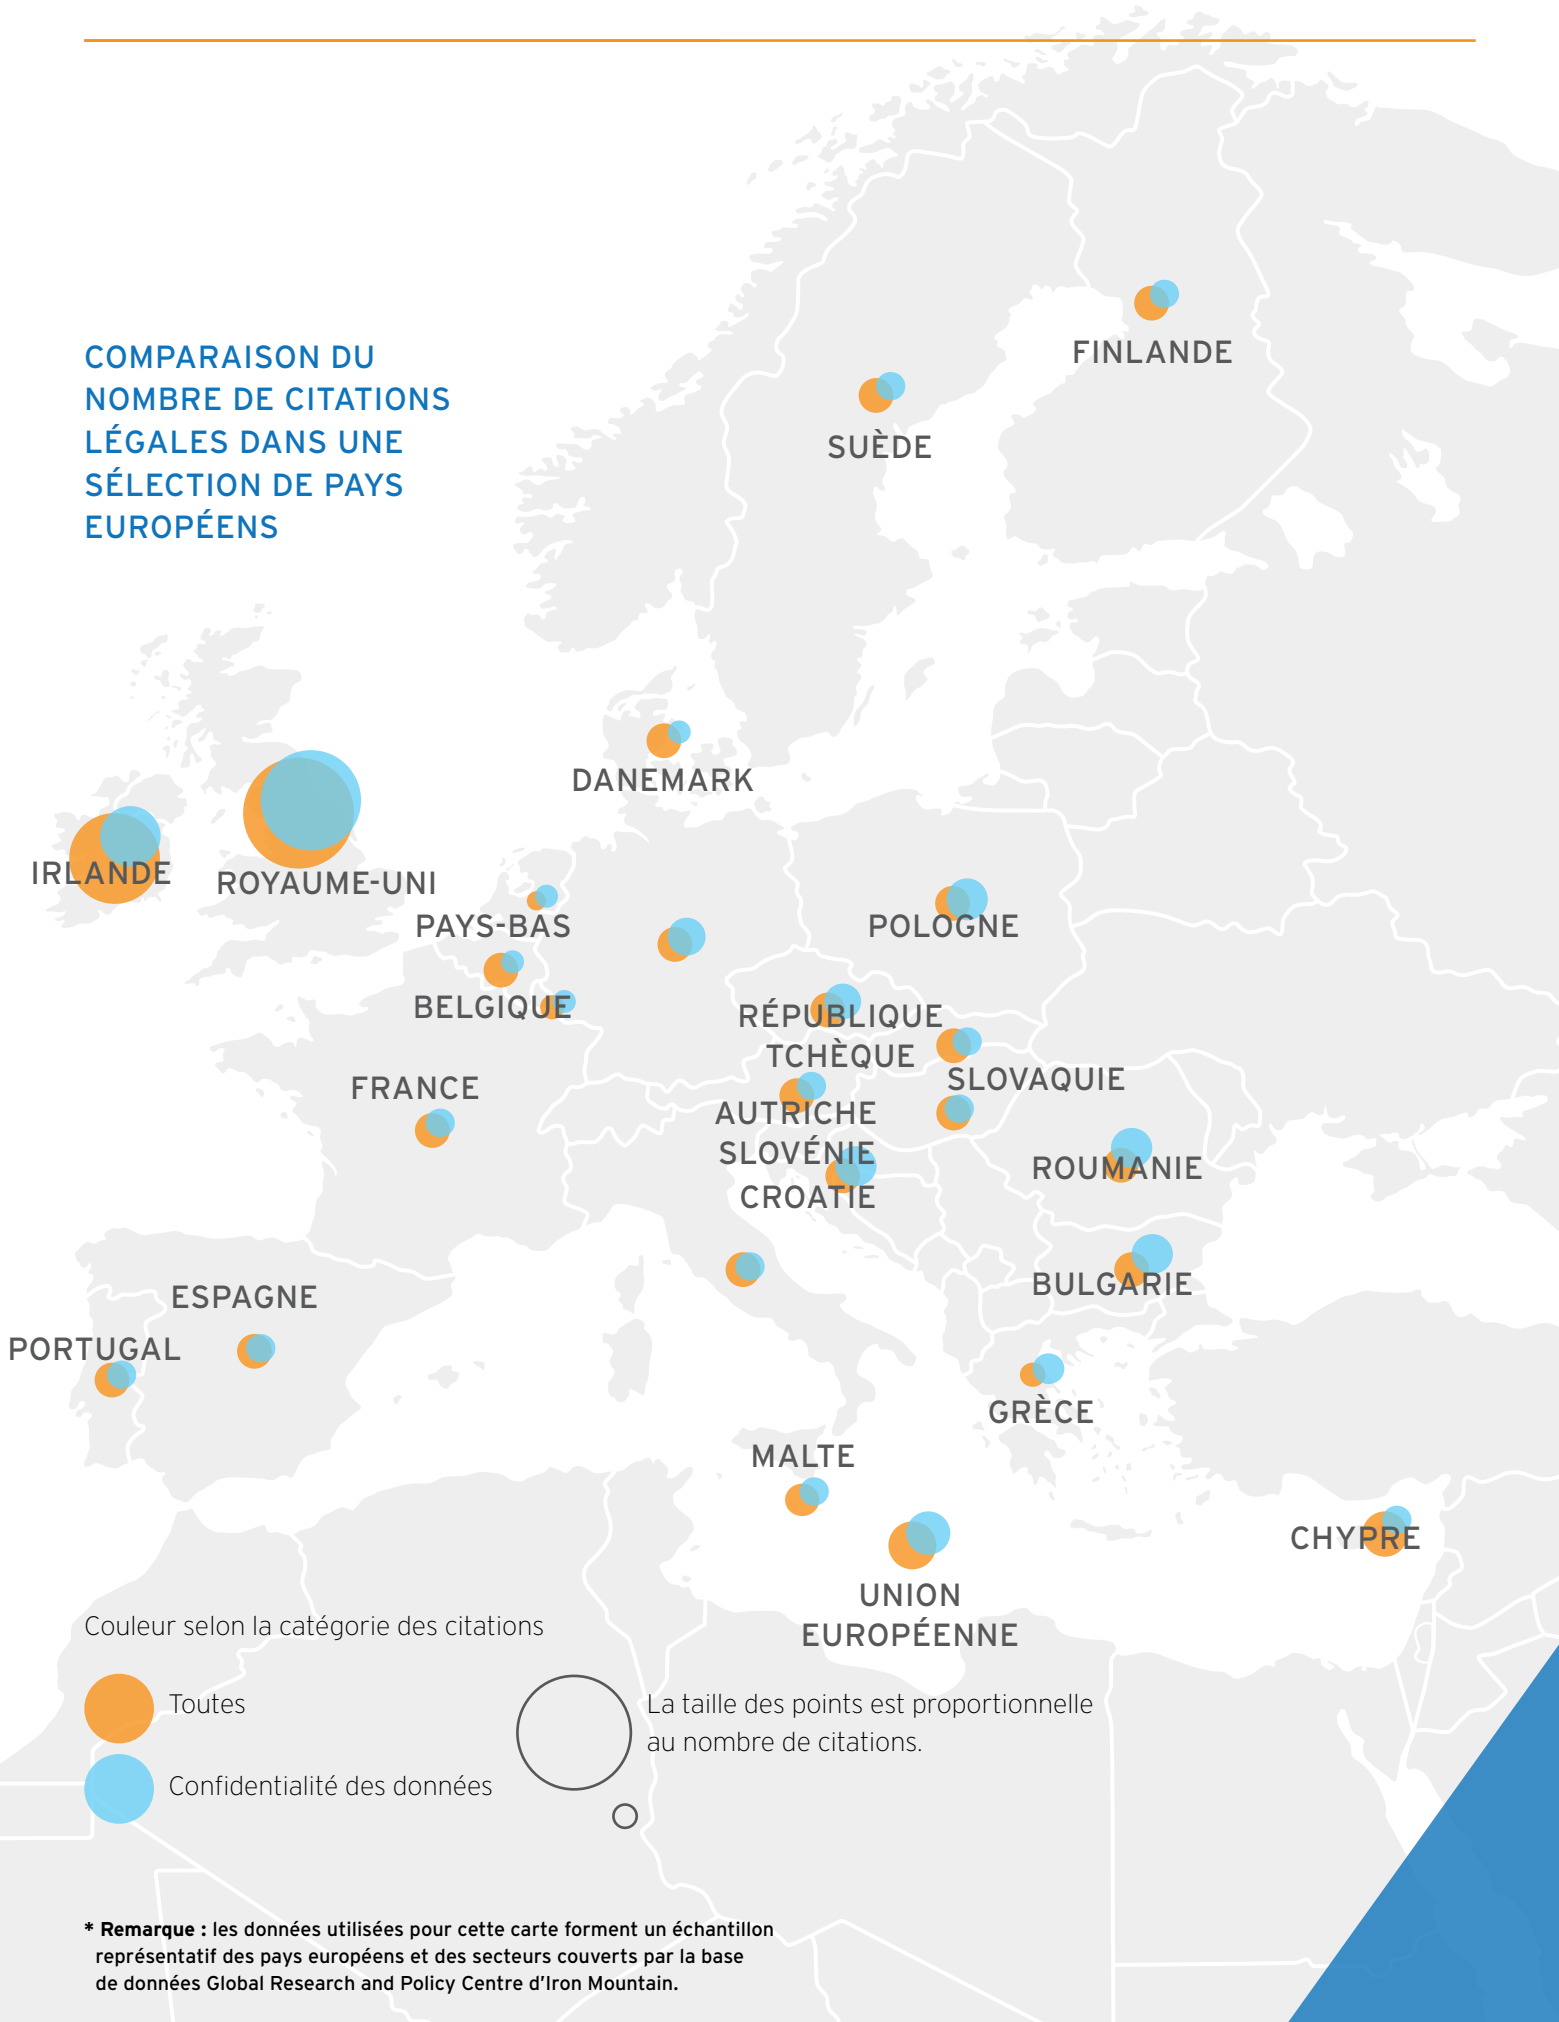 COMPARAISON DU
NOMBRE DE CITATIONS
LÉGALES DANS UNE
SÉLECTION DE PAYS
EUROPÉENS
FINLANDE
SUÈDE
DANEMARK
IRLANDE
ROYAUME-UNI
PAYS-BAS
POLOGNE
BELGIQUE
RÉPUBLIQUE
TCHÈQUE
SLOVAQUIE
FRANCE
AUTRICHE
SLOVÉNIE
CROATIE
ROUMANIE
BULGARIE
ESPAGNE
PORTUGAL
GRÈCE
MALTE
CHYPRE
UNION
EUROPÉENNE
Couleur selon la catégorie des citations
Toutes
Confidentialité des données
La taille des points est proportionnelle
au nombre de citations.
* Remarque : les données utilisées pour cette carte forment un échantillon
représentatif des pays européens et des secteurs couverts par la base
de données Global Research and Policy Centre d'Iron Mountain.